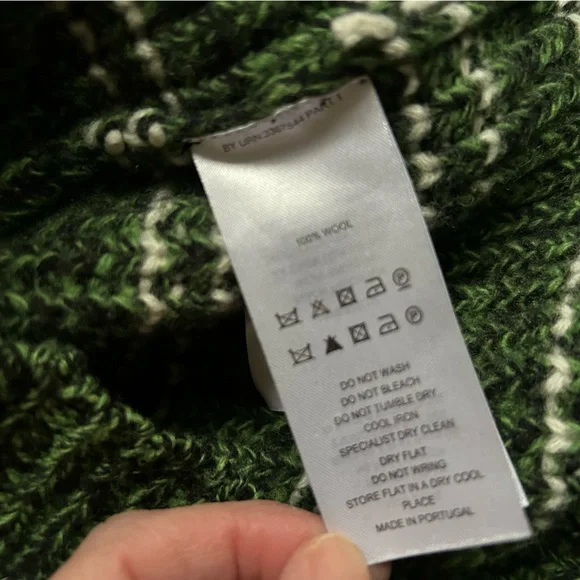 100% WOOL
DO NOT WASH
DO NOT BLEACH
DO NOT TUMBLE DRY
COOL IRON
SPECIALIST DRY CLEAN
DRY FLAT
DO NOT WRING
STORE FLAT IN A DRY COOL
PLACE
MADE IN PORTUGAL